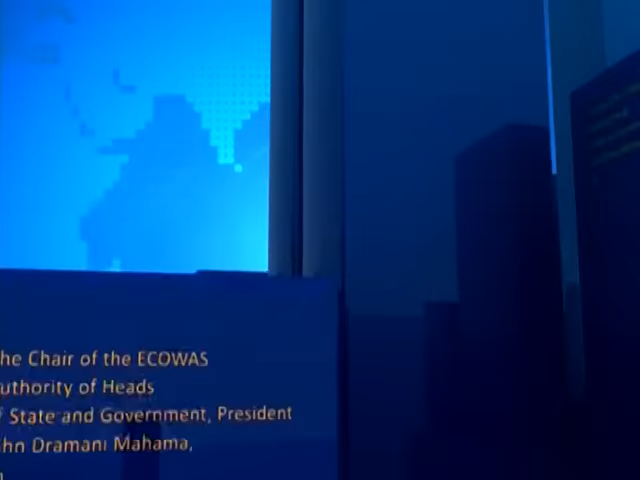 he Chair of the ECOWAS
uthority of Heads
State and Government, President
hn Dramani Mahama,